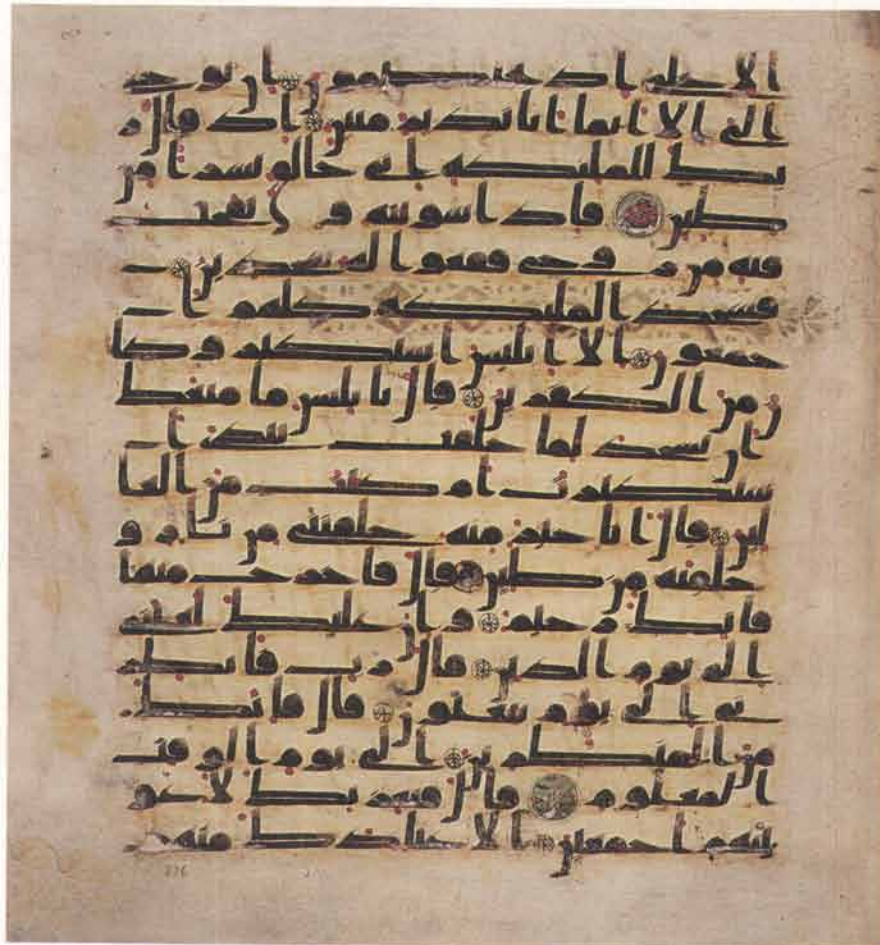 الاعلى اذ يختصمون ان يوحى
الى الا انما انا نذير مبين اذ قال ر
بك للملئكة انى خالق بشرا من
طين فاذا سويته و نفخت
فيه من روحى فقعوا له سجدين
فسجد الملئكة كلهم ا
جمعون الا ابليس استكبر وكا
ن من الكفرين قال يا بليس ما منعك
ان تسجد لما خلقت بيدى ا
ستكبرت ام كنت من العا
لين قال انا خير منه خلقتنى من نار و
خلقته من طين قال فاخرج منها
فانك رجيم و ان عليك لعنتى
الى يوم الدين قال رب فانظر
نى الى يوم يبعثون قال فانك
من المنظرين الى يوم الوقت
المعلوم قال فبعزتك لاغو
ينهم اجمعين الا عبادك منهم